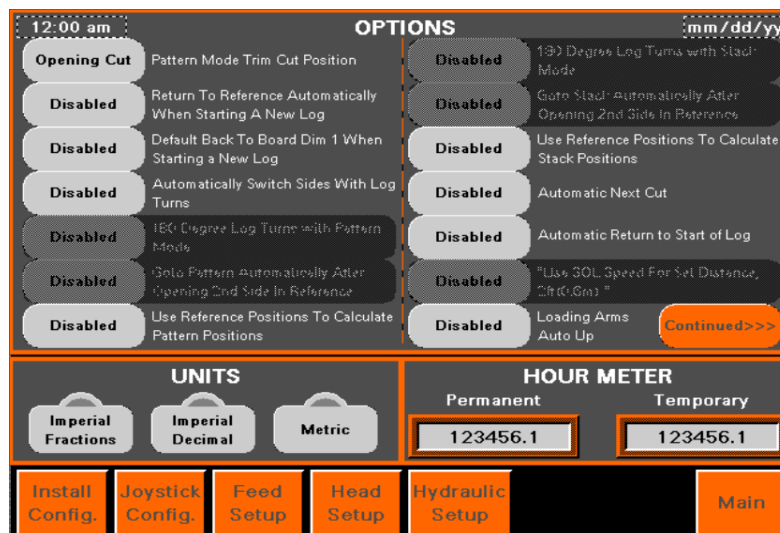 12:00 am
OPTIONS
mm/dd/yy
Opening Cut
Pattern Mode Trim Cut Position
Disabled
Return To Reference Automatically
When Starting A New Log
Disabled
Default Back To Board Dim 1 When
Starting a New Log
Disabled
Automatically Switch Sides With Log
Turns
Disabled
180 Degree Log Turns with Pattern
Mode
Disabled
Goto Pattern Automatically After
Opening 2nd Side In Reference
Disabled
Use Reference Positions To Calculate
Pattern Positions
Disabled
180 Degree Log Turns with Stack
Mode
Disabled
Goto Stack Automatically After
Opening 2nd Side In Reference
Disabled
Use Reference Positions To Calculate
Stack Positions
Disabled
Automatic Next Cut
Disabled
Automatic Return to Start of Log
Disabled
"Use SOL Speed For Set Distance,
2ft(0.6m) "
Disabled
Loading Arms
Auto Up
Continued>>>
UNITS
Imperial
Fractions
Imperial
Decimal
Metric
HOUR METER
Permanent
Temporary
123456.1
123456.1
Install
Config.
Joystick
Config.
Feed
Setup
Head
Setup
Hydraulic
Setup
Main